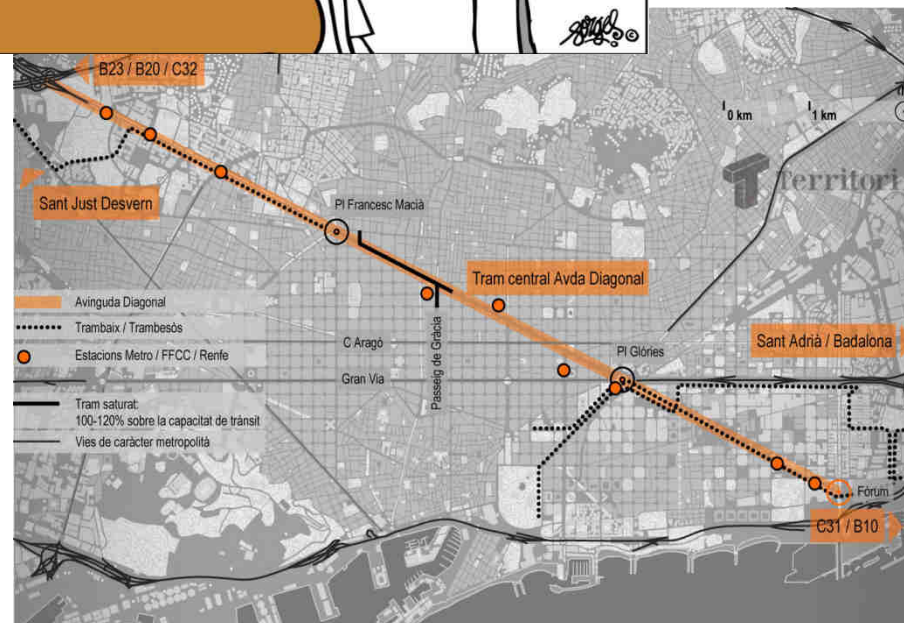 B23 / B20 / C32
0 km
1 km
Territori
Sant Just Desvern
Pl Francesc Macià
Tram central Avda Diagonal
Avinguda Diagonal
Trambaix / Trambesòs
Estacions Metro / FFCC / Renfe
Tram saturat:
100-120% sobre la capacitat de trànsit
Vies de caràcter metropolità
C Aragó
Gran Via
Passeig de Gràcia
Pl Glòries
Sant Adrià / Badalona
Fòrum
C31 / B10